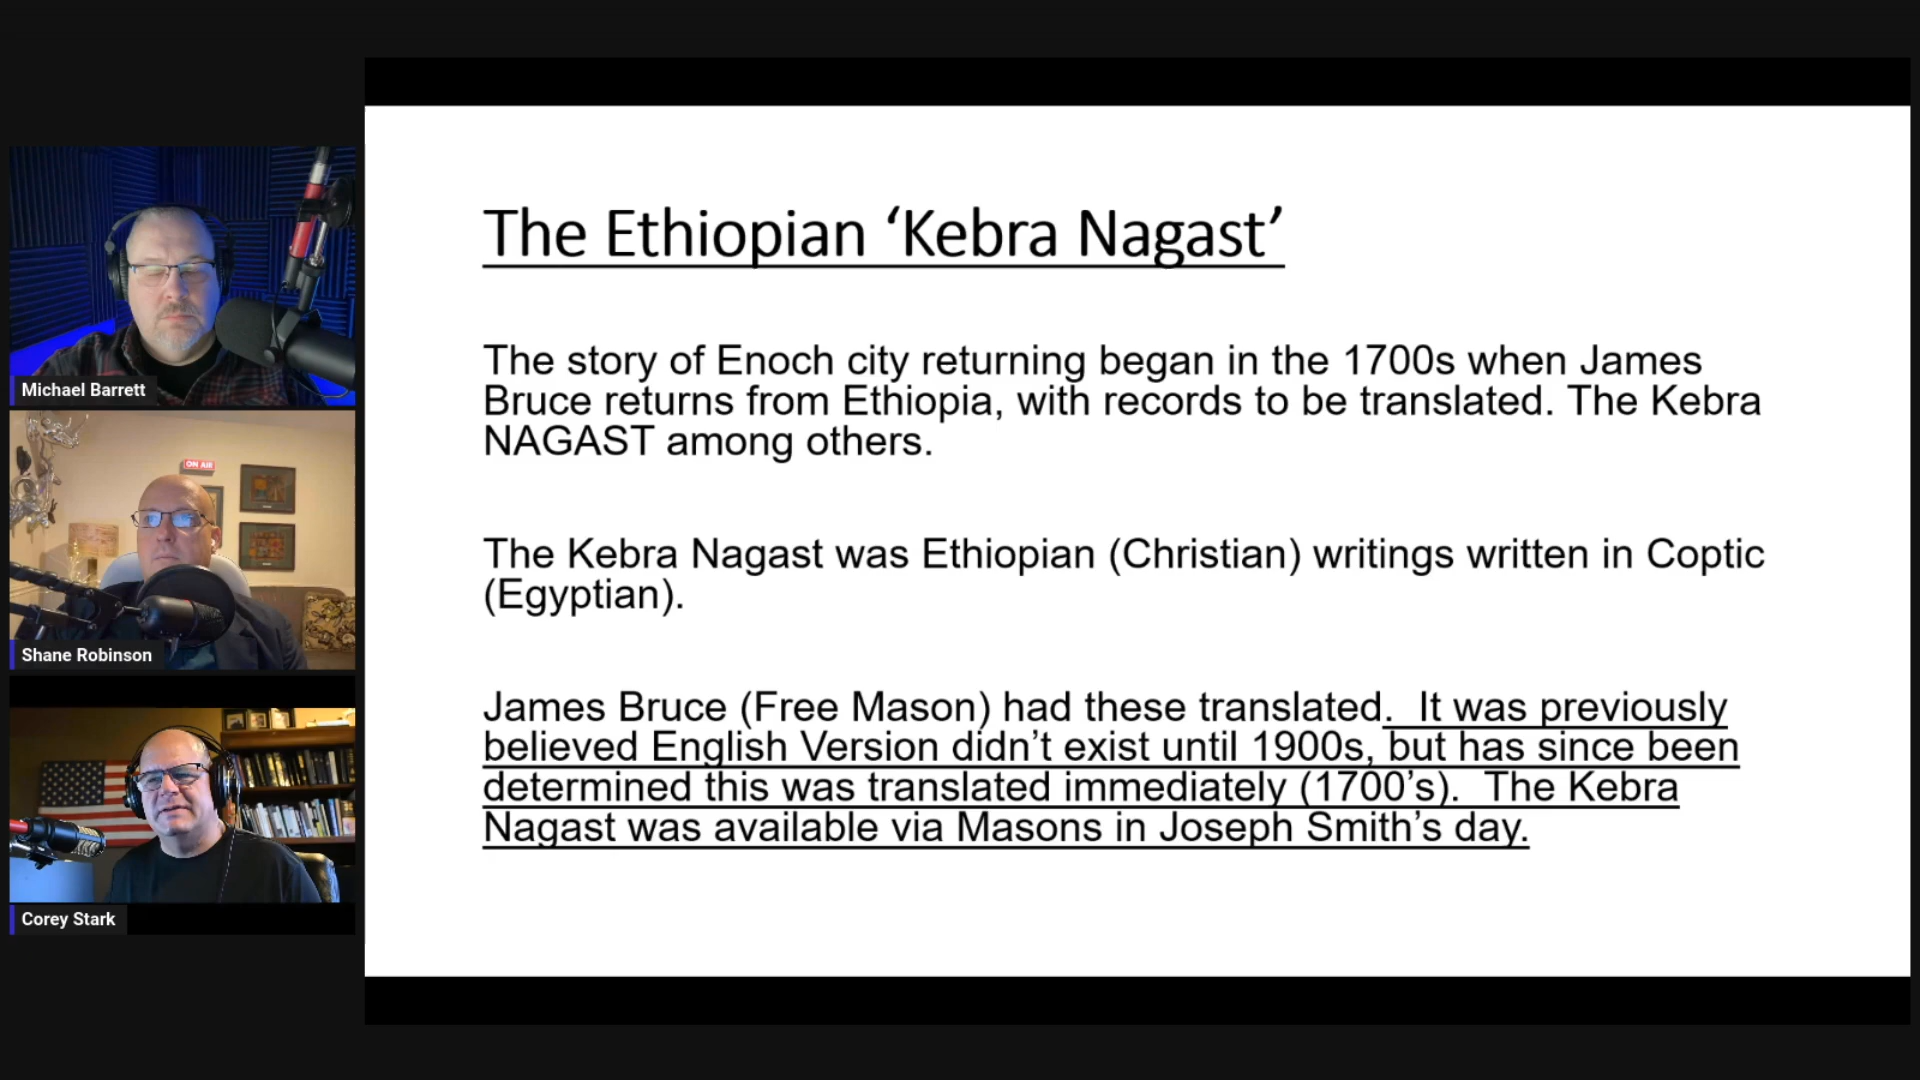 The Ethiopian ‘Kebra Nagast’
The story of Enoch city returning began in the 1700s when James
Bruce returns from Ethiopia, with records to be translated. The Kebra
NAGAST among others.
The Kebra Nagast was Ethiopian (Christian) writings written in Coptic
(Egyptian).
James Bruce (Free Mason) had these translated.  It was previously
believed English Version didn’t exist until 1900s, but has since been
determined this was translated immediately (1700’s).  The Kebra
Nagast was available via Masons in Joseph Smith’s day.
Michael Barrett
ON AIR
Shane Robinson
Corey Stark